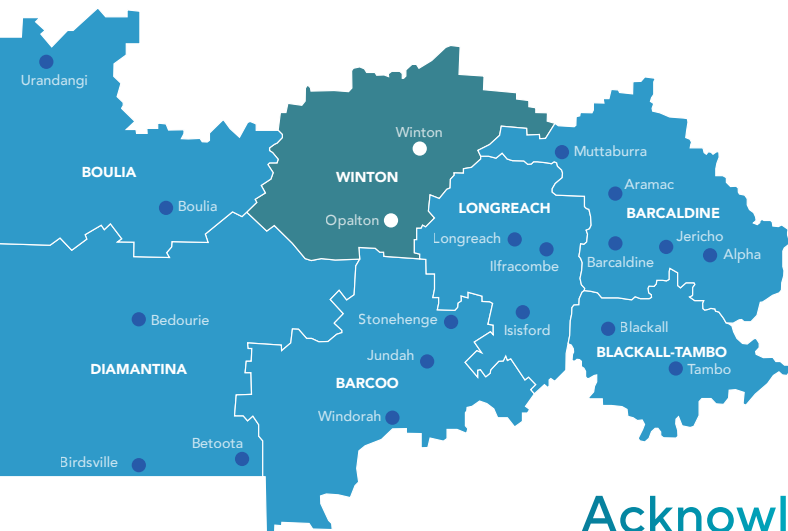 Urandangi
Winton
Muttaburra
BOULIA
WINTON
Aramac
Boulia
LONGREACH
BARCALDINE
Opalton
Longreach
Jericho
Ilfracombe
Barcaldine
Alpha
Bedourie
Stonehenge
Isisford
Blackall
Jundah
BLACKALL-TAMBO
DIAMANTINA
Tambo
BARCOO
Windorah
Betoota
Birdsville
Acknowl